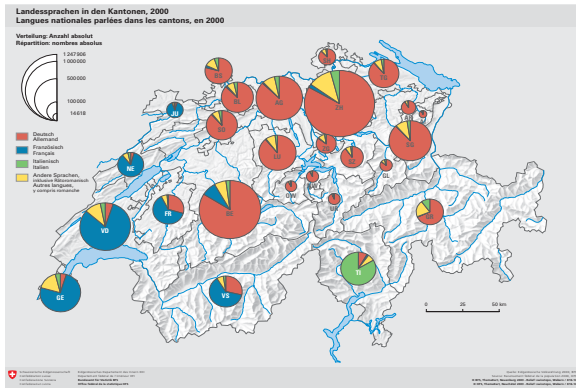 Landessprachen in den Kantonen, 2000
Langues nationales parlées dans les cantons, en 2000
Verteilung: Anzahl absolut
Répartition: nombres absolus
1 247 906
1 000 000
500 000
100 000
14 618
Deutsch
Allemand
Französisch
Français
Italienisch
Italien
Andere Sprachen,
inklusive Rätoromanisch
Autres langues,
y compris romanche
BS
SH
TG
BL
AG
ZH
JU
SO
AR
AI
SG
ZG
LU
SZ
NE
GL
OW
NW
FR
BE
UR
GR
VD
TI
GE
VS
0 25 50 km